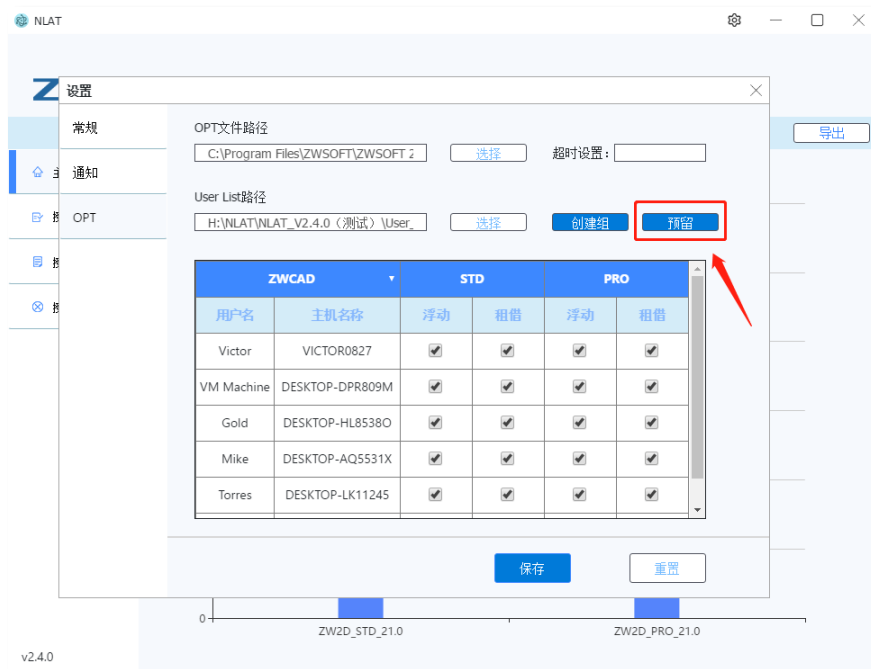 NLAT
Z
设置
常规
OPT文件路径
导出
C:\Program Files\ZWSOFT\ZWSOFT 2
选择
超时设置：
主
通知
User List路径
授
OPT
H:\NLAT\NLAT_V2.4.0（测试）\User_
选择
创建组
预留
授
ZWCAD
STD
PRO
授
用户名
主机名称
浮动
租借
浮动
租借
Victor
VICTOR0827
VM Machine
DESKTOP-DPR809M
Gold
DESKTOP-HL8538O
Mike
DESKTOP-AQ5531X
Torres
DESKTOP-LK11245
保存
重置
0
ZW2D_STD_21.0
ZW2D_PRO_21.0
v2.4.0